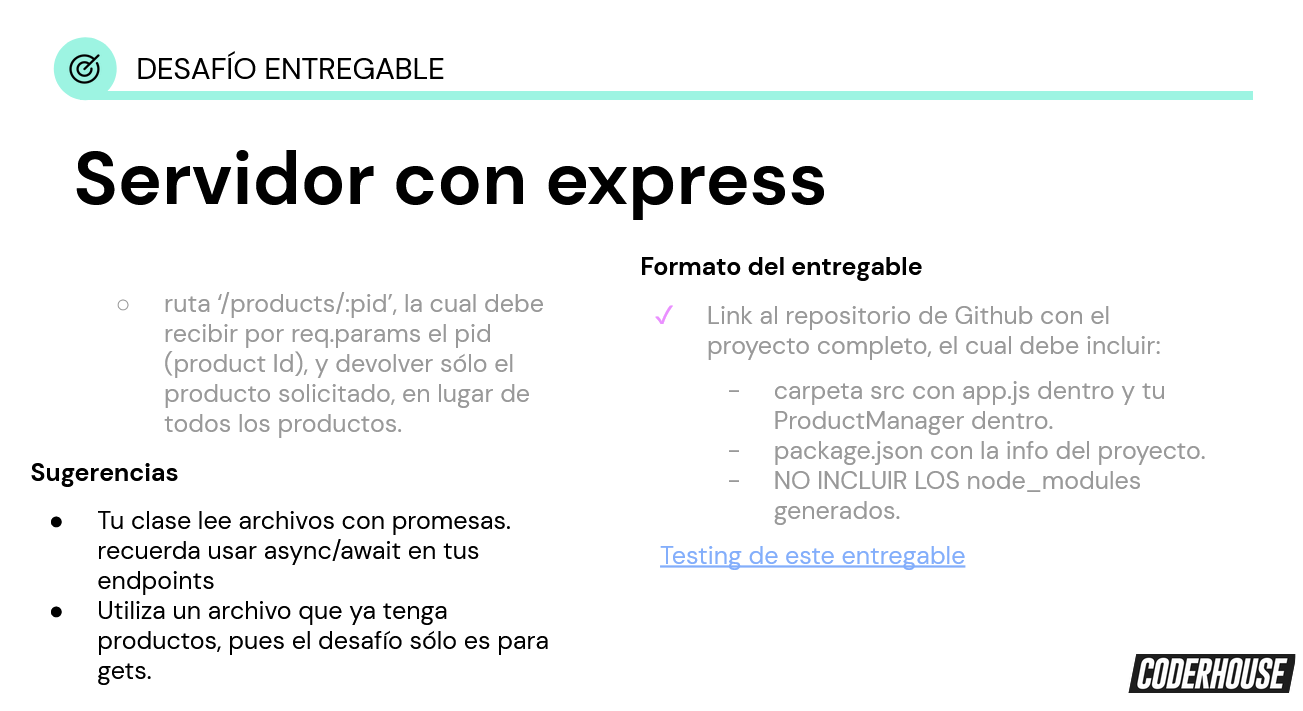 DESAFÍO ENTREGABLE
Servidor con express
○ ruta ‘/products/:pid’, la cual debe
recibir por req.params el pid
(product Id), y devolver sólo el
producto solicitado, en lugar de
todos los productos.
Sugerencias
● Tu clase lee archivos con promesas.
recuerda usar async/await en tus
endpoints
● Utiliza un archivo que ya tenga
productos, pues el desafío sólo es para
gets.
Formato del entregable
✓ Link al repositorio de Github con el
proyecto completo, el cual debe incluir:
- carpeta src con app.js dentro y tu
ProductManager dentro.
- package.json con la info del proyecto.
- NO INCLUIR LOS node_modules
generados.
Testing de este entregable
CODERHOUSE